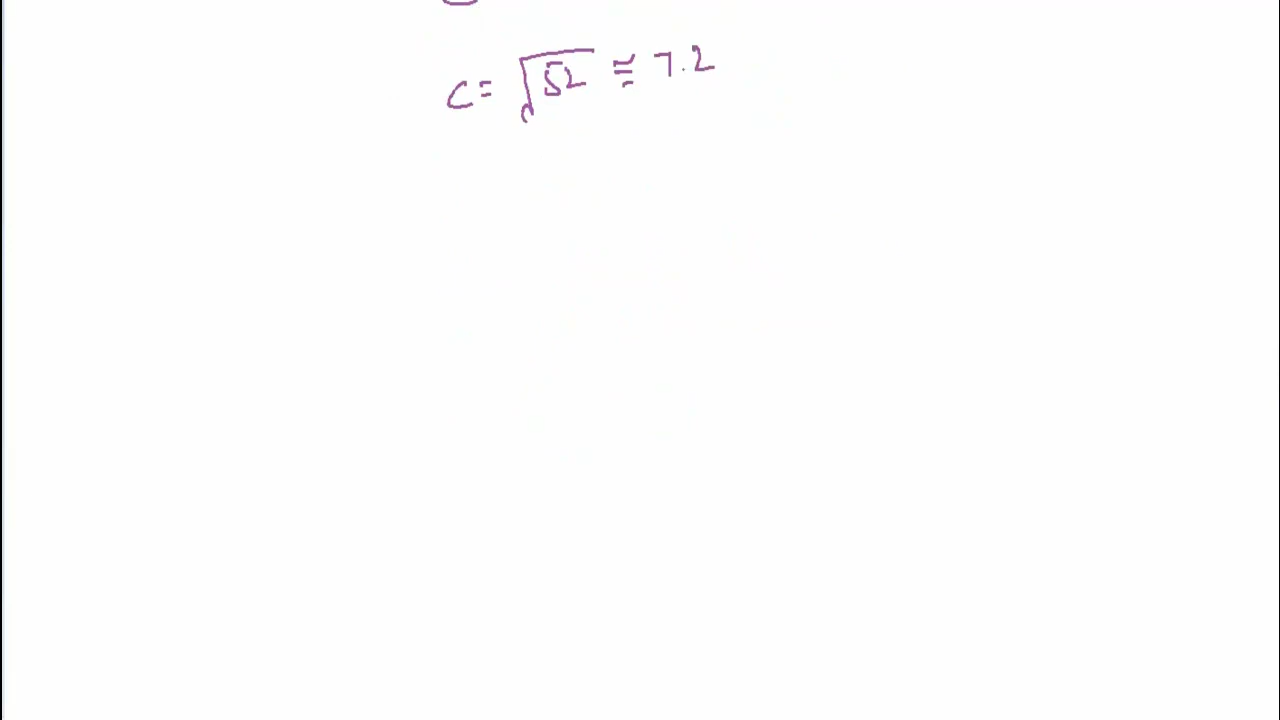 c = √52 ≅ 7.2